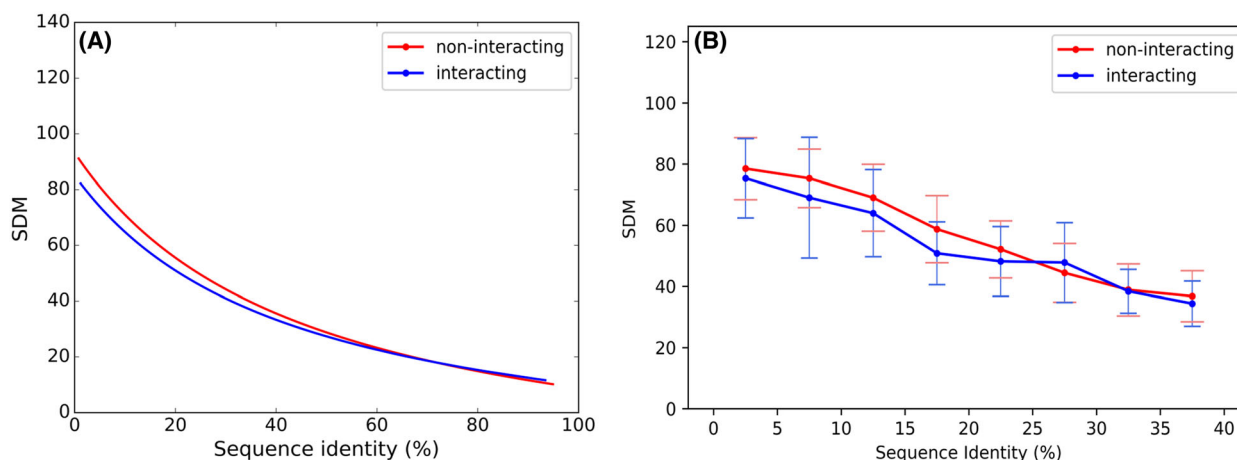 (A)
non-interacting
interacting
140
120
100
80
60
40
20
0
SDM
0 20 40 60 80 100
Sequence identity (%)
(B)
non-interacting
interacting
120
100
80
60
40
20
0
SDM
0 5 10 15 20 25 30 35 40
Sequence Identity (%)